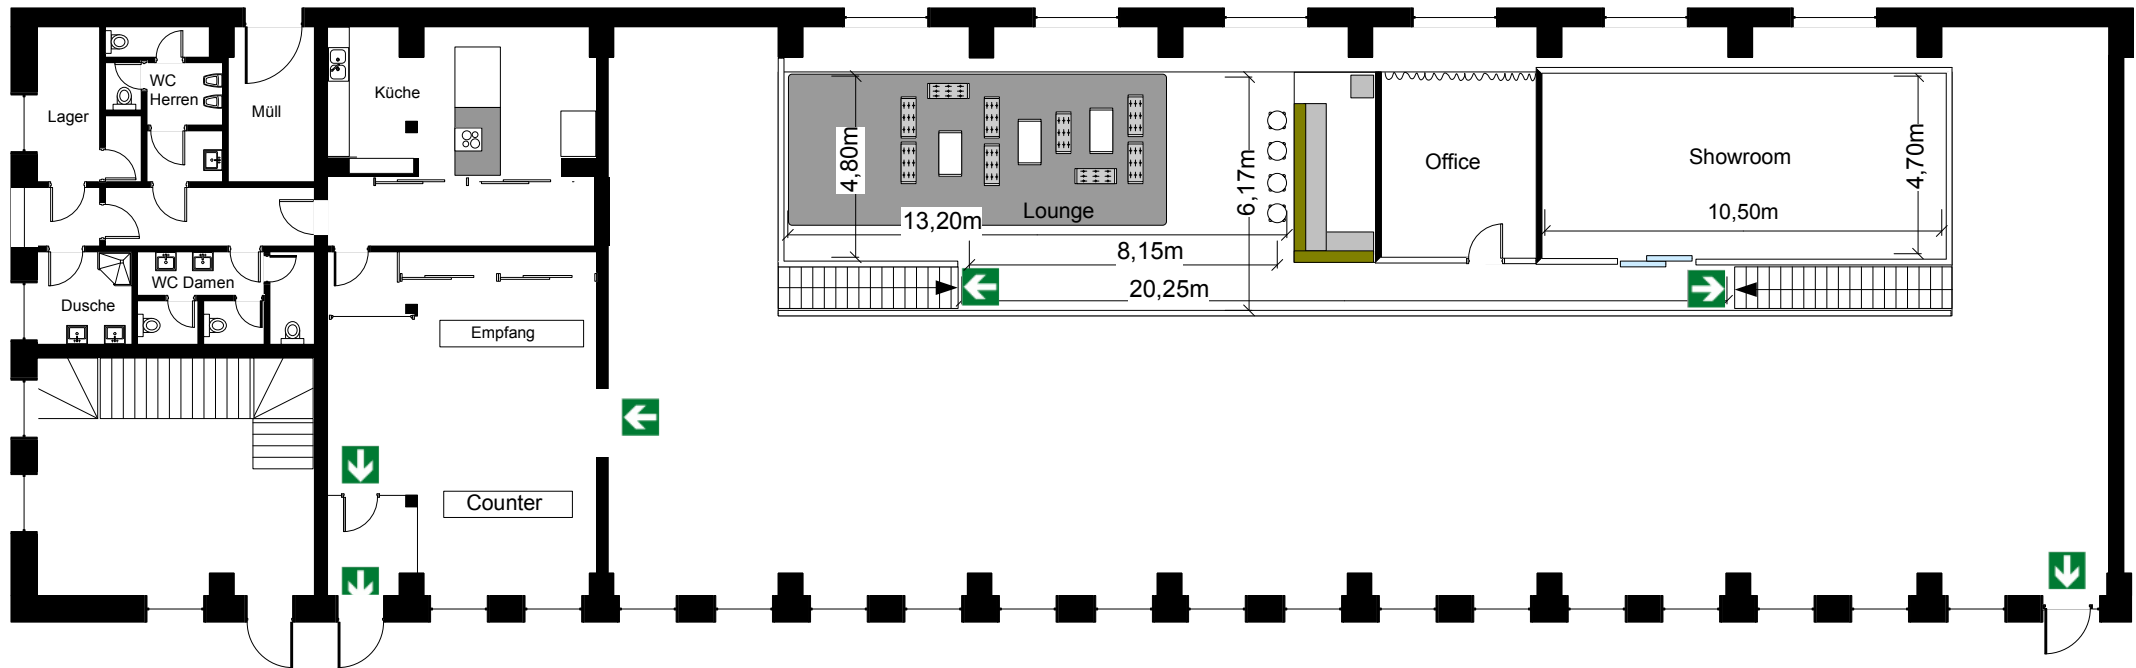 WC
Herren
Küche
Müll
Lager
Dusche
WC Damen
Empfang
Counter
4,80m
Lounge
13,20m
8,15m
20,25m
6,17m
Office
Showroom
10,50m
4,70m